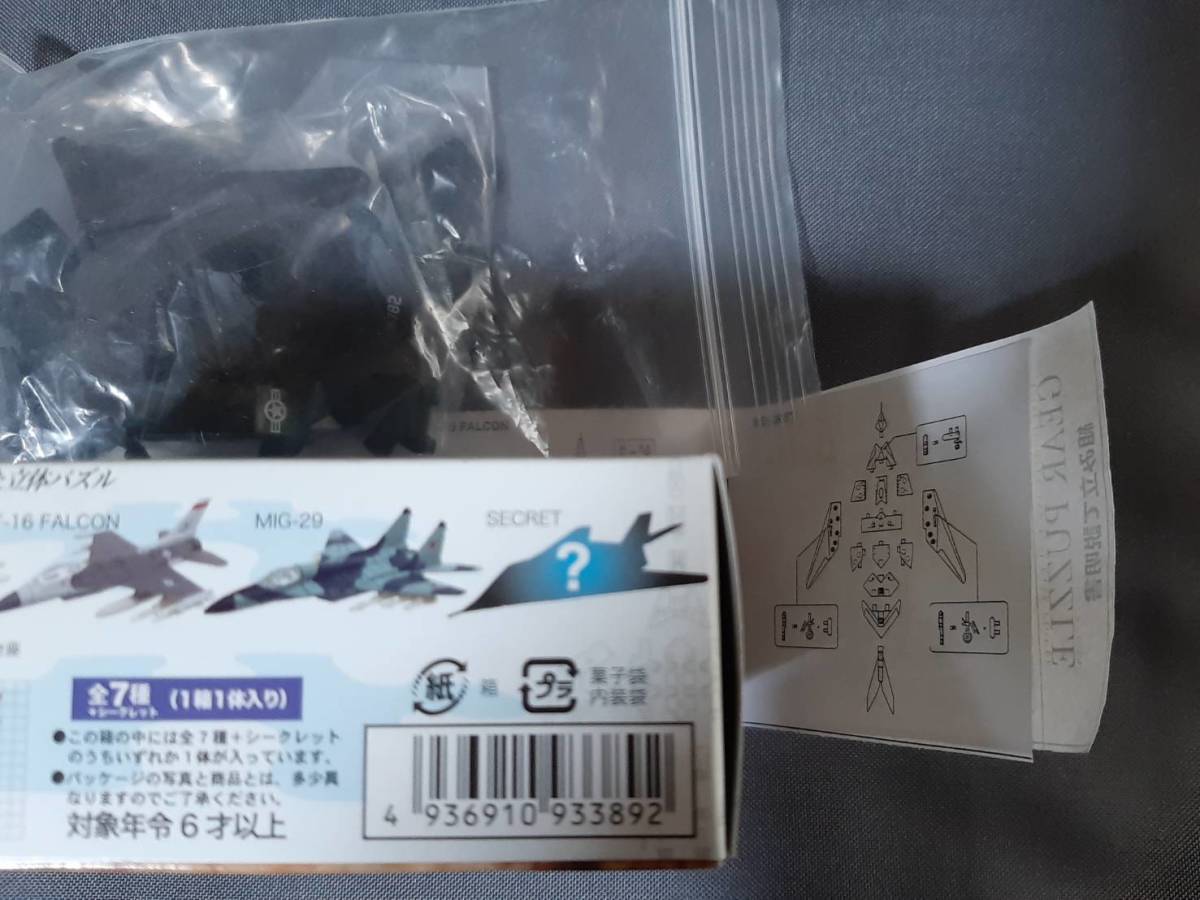 782
立体パズル
F-16 FALCON
MIG-29
SECRET
?
全7種
+シークレット
(1箱1体入り)
紙
箱
プラ
菓子袋
内装袋
●この箱の中には全7種+シークレット
のうちいずれか1体が入っています。
●パッケージの写真と商品とは、多少異
なりますのでご了承ください。
対象年令6才以上
4 936910 933892
FALCON
GEAR PUZZLE